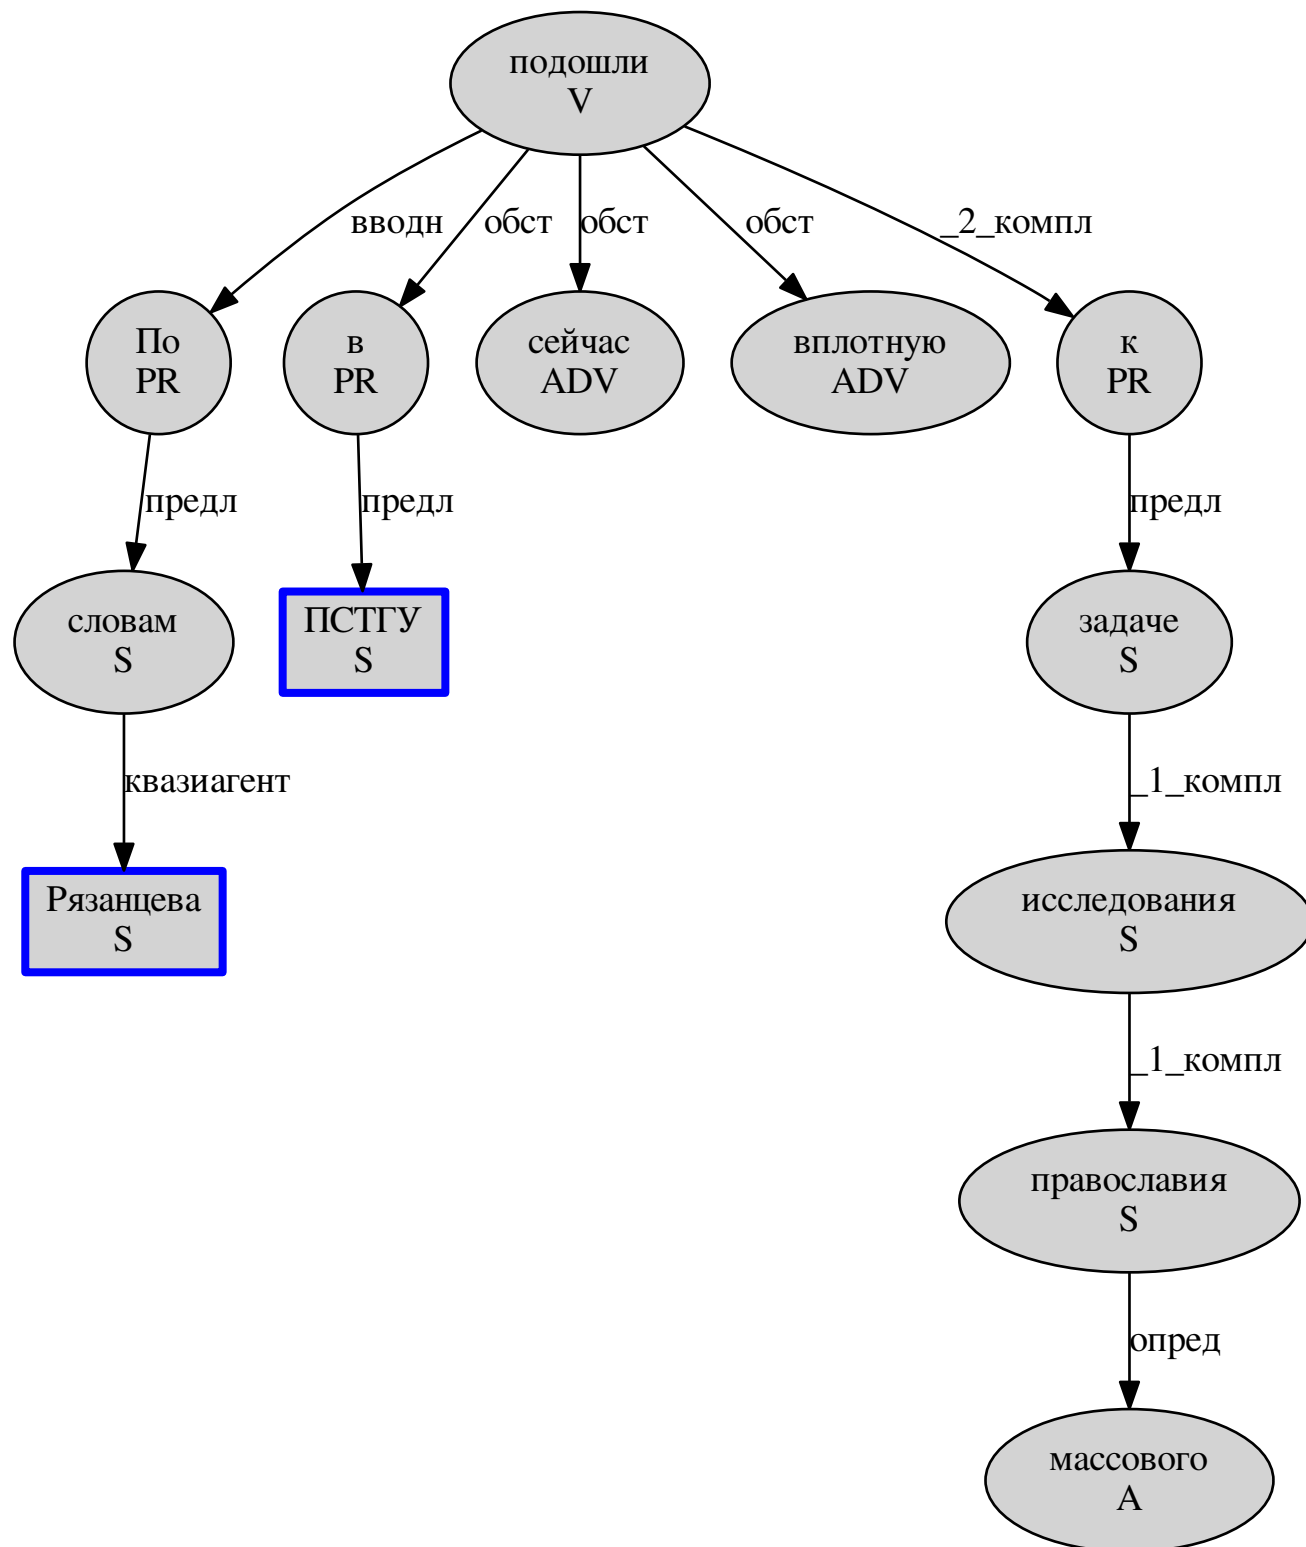 подошли
V
вводн
обст
обст
обст
_2_компл
По
PR
в
PR
сейчас
ADV
вплотную
ADV
к
PR
предл
предл
предл
словам
S
ПСТГУ
S
задаче
S
квазиагент
_1_компл
Рязанцева
S
исследования
S
_1_компл
православия
S
опред
массового
A